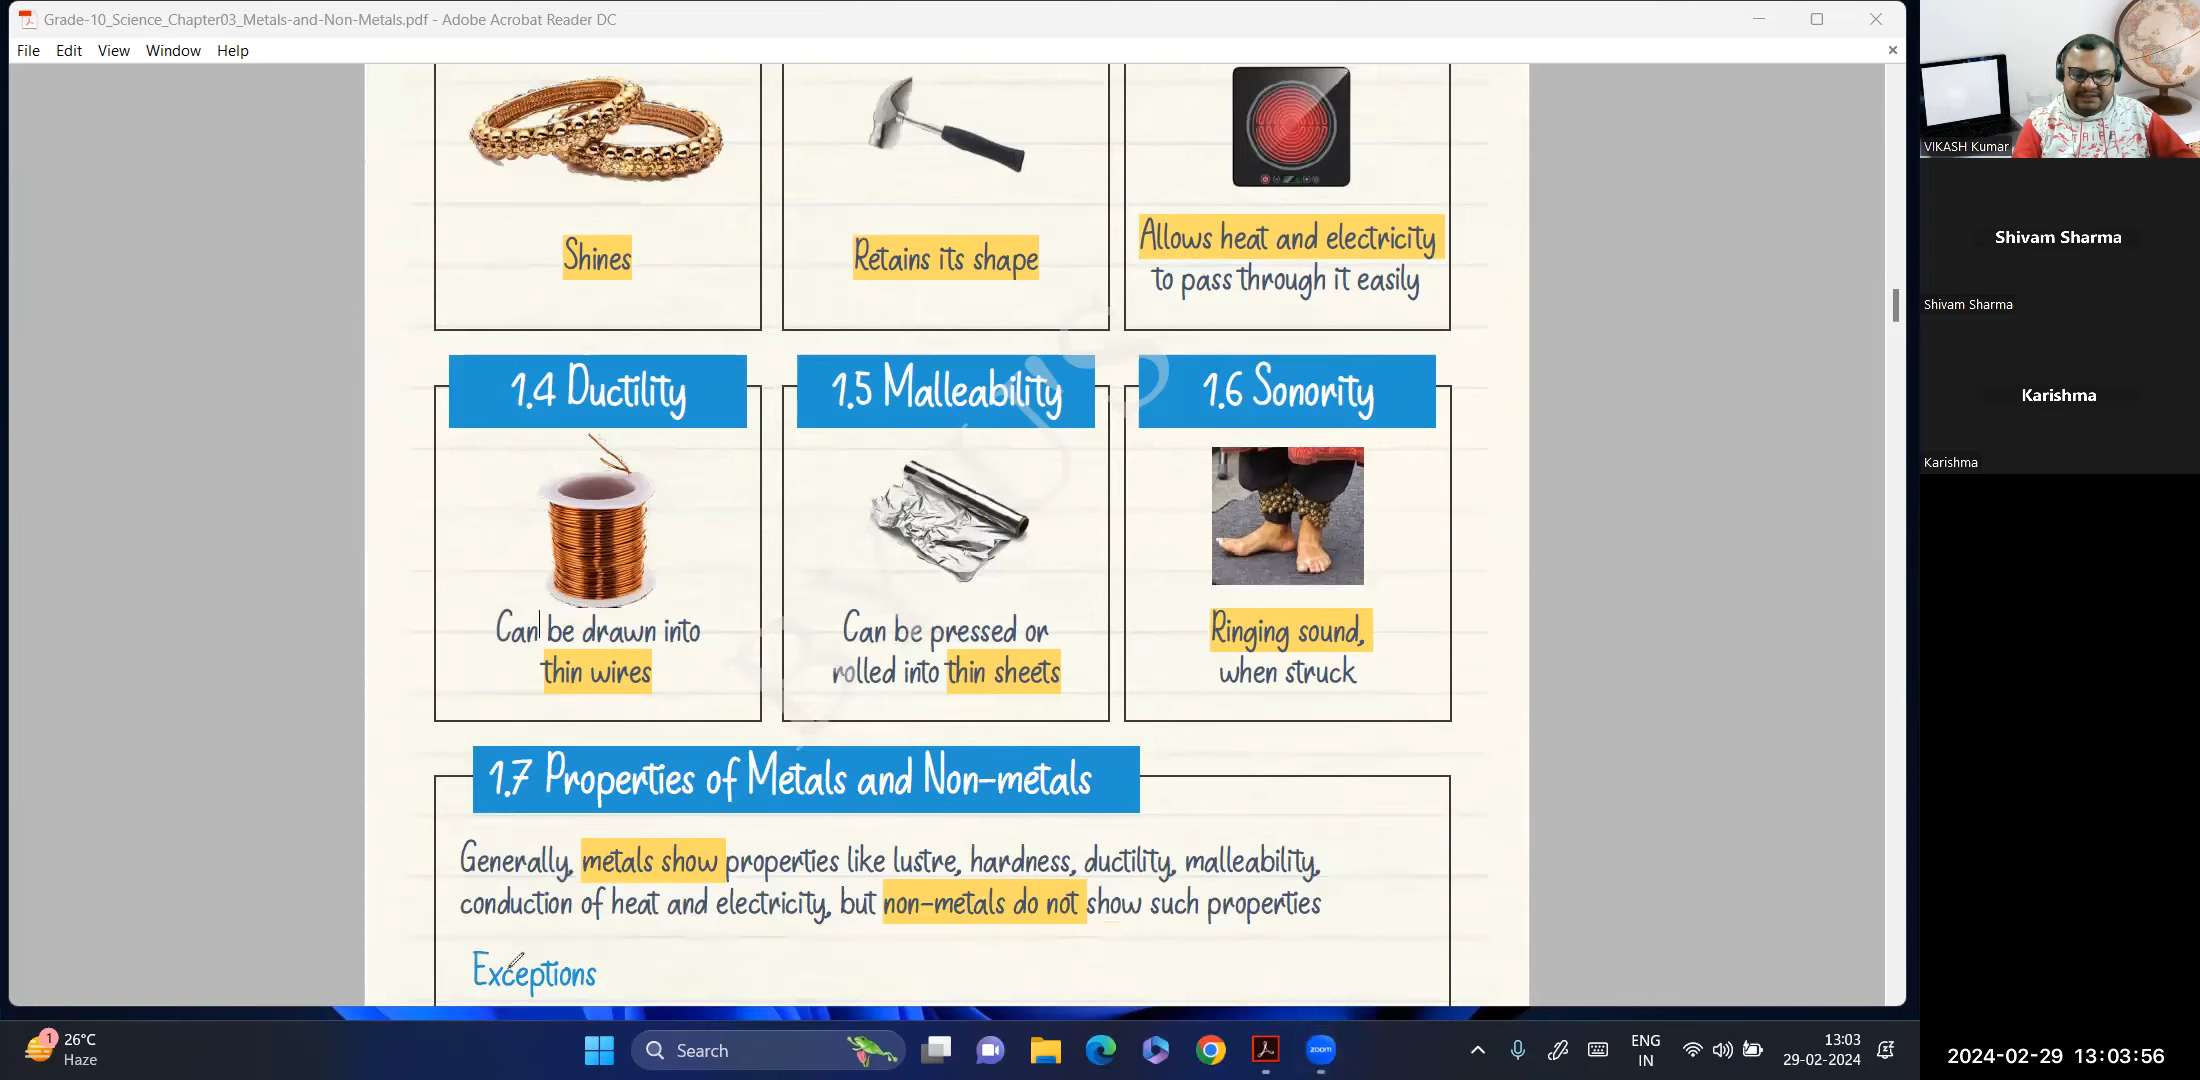 Grade-10_Science_Chapter03_Metals-and-Non-Metals.pdf - Adobe Acrobat Reader DC
File Edit View Window Help
Shines
Retains its shape
Allows heat and electricity
to pass through it easily
1.4 Ductility
1.5 Malleability
1.6 Sonority
Can be drawn into
thin wires
Can be pressed or
rolled into thin sheets
Ringing sound,
when struck
1.7 Properties of Metals and Non-metals
Generally, metals show properties like lustre, hardness, ductility, malleability,
conduction of heat and electricity, but non-metals do not show such properties
Exceptions
BYJUS
VIKASH Kumar
Shivam Sharma
Shivam Sharma
Karishma
Karishma
1
26°C
Haze
Search
zoom
ENG
IN
13:03
29-02-2024
2024-02-29 13:03:56